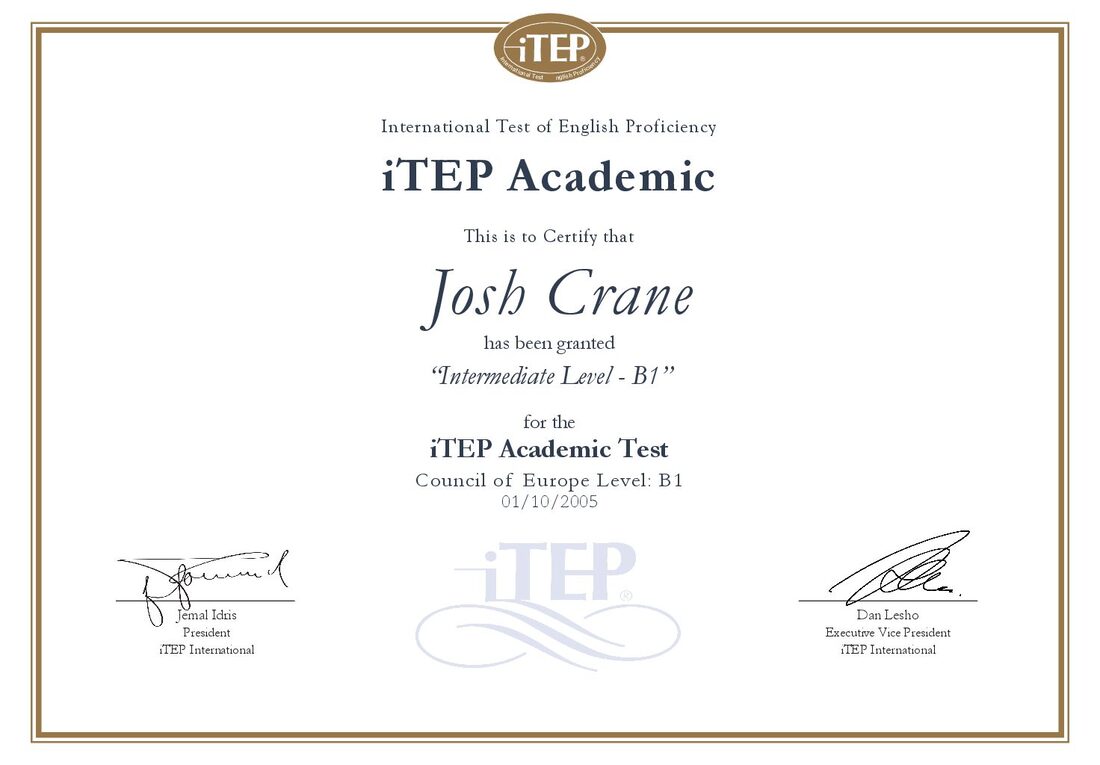 iTEP®
International Test nglish Proficiency
International Test of English Proficiency
iTEP Academic
This is to Certify that
Josh Crane
has been granted
“Intermediate Level - B1”
for the
iTEP Academic Test
Council of Europe Level: B1
01/10/2005
iTEP®
Jemal Idris
President
iTEP International
Dan Lesho
Executive Vice President
iTEP International